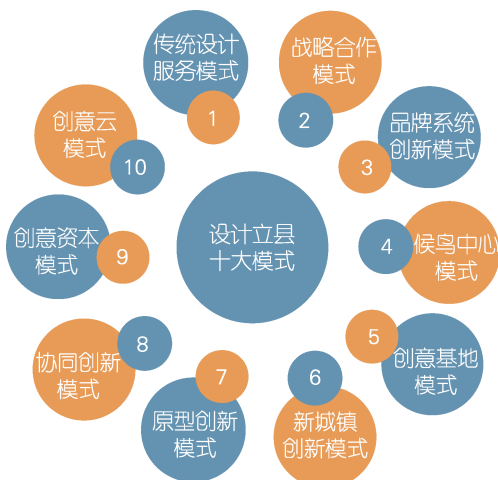 设计立县
十大模式
传统设计
服务模式
1
战略合作
模式
2
品牌系统
创新模式
3
候鸟中心
模式
4
创意基地
模式
5
新城镇
创新模式
6
原型创新
模式
7
协同创新
模式
8
创意资本
模式
9
创意云
模式
10